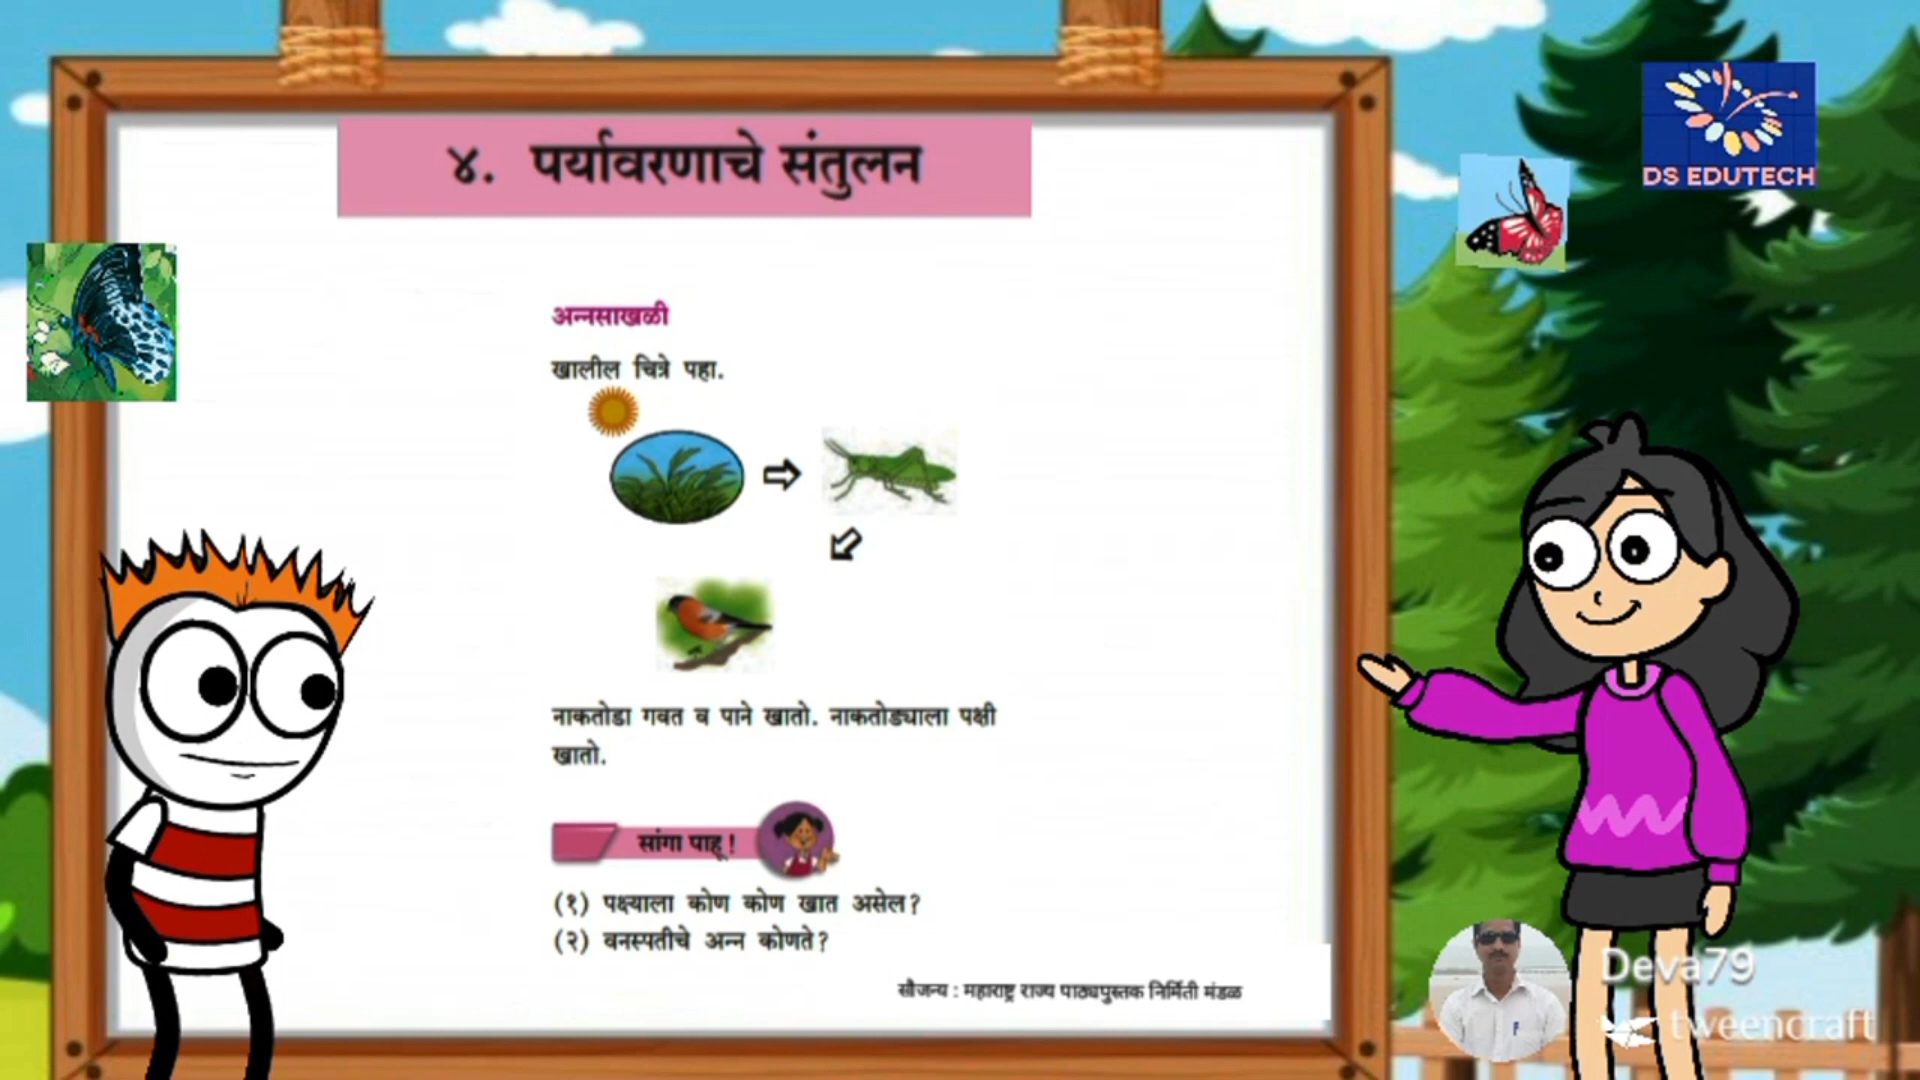 ४. पर्यावरणाचे संतुलन
DS EDUTECH
अन्नसाखळी
खालील चित्रे पहा.
नाकतोडा गवत व पाने खातो. नाकतोड्याला पक्षी
खातो.
सांगा पाहू !
(१) पक्ष्याला कोण कोण खात असेल?
(२) वनस्पतीचे अन्न कोणते?
सौजन्य : महाराष्ट्र राज्य पाठ्यपुस्तक निर्मिती मंडळ
Deva79
tweencraft